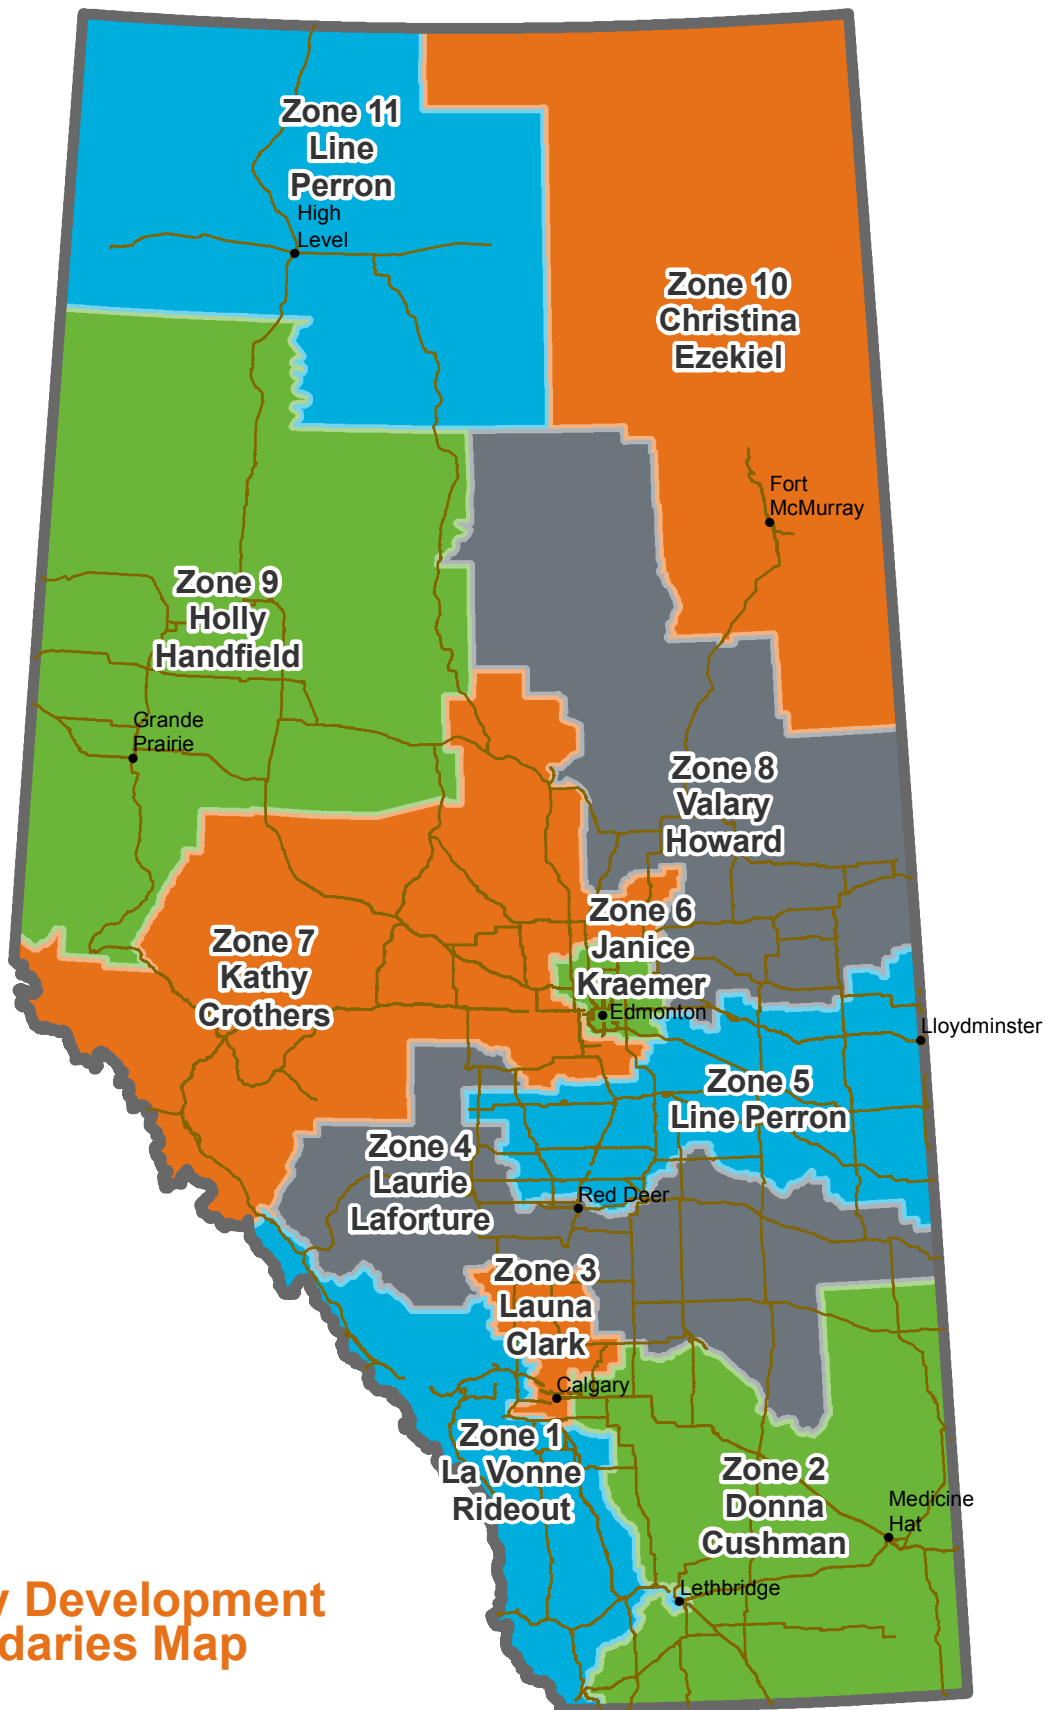 Zone 11
Line
Perron
High
Level
Zone 10
Christina
Ezekiel
Fort
McMurray
Zone 9
Holly
Handfield
Grande
Prairie
Zone 8
Valary
Howard
Zone 6
Janice
Kraemer
Edmonton
Zone 7
Kathy
Crothers
Lloydminster
Zone 5
Line Perron
Zone 4
Laurie
Laforture
Red Deer
Zone 3
Launa
Clark
Calgary
Zone 1
La Vonne
Rideout
Zone 2
Donna
Cushman
Medicine
Hat
Lethbridge
y Development
daries Map